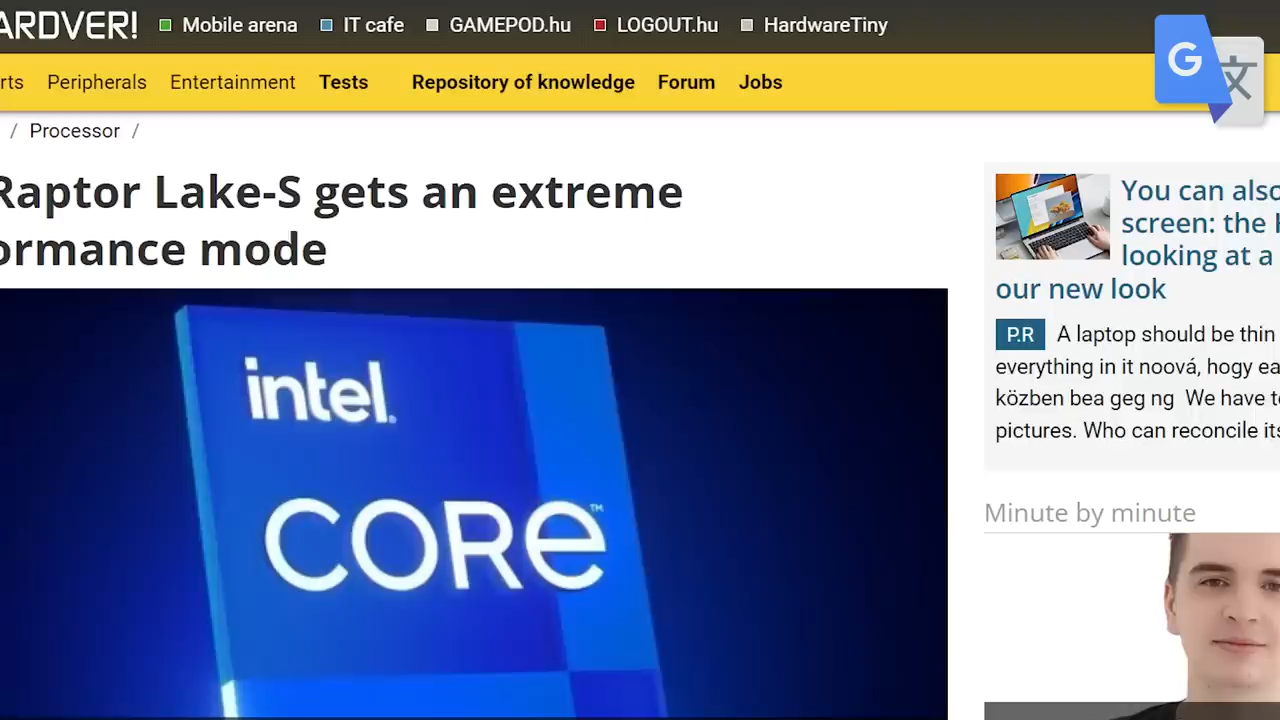 ARDVER!
Mobile arena
IT cafe
GAMEPOD.hu
LOGOUT.hu
HardwareTiny
rts
Peripherals
Entertainment
Tests
Repository of knowledge
Forum
Jobs
G 文
/ Processor /
Raptor Lake-S gets an extreme
ormance mode
intel
CORe™
You can also
screen: the
looking at a
our new look
P.R A laptop should be thin
everything in it noová, hogy ea
közben bea geg ng We have to
pictures. Who can reconcile its
Minute by minute